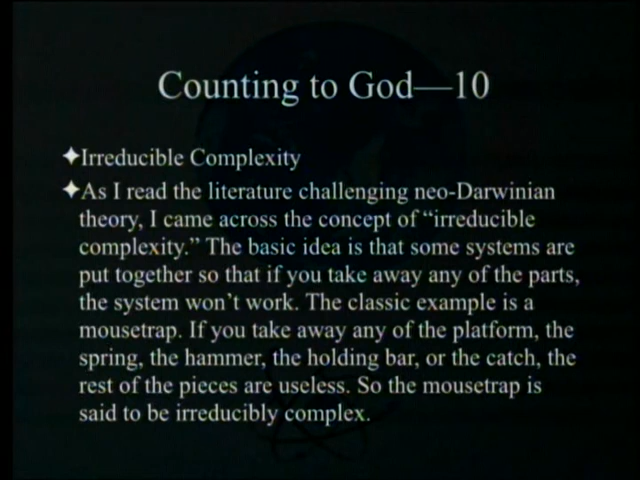 Counting to God—10
✦Irreducible Complexity
✦As I read the literature challenging neo-Darwinian
theory, I came across the concept of “irreducible
complexity.” The basic idea is that some systems are
put together so that if you take away any of the parts,
the system won’t work. The classic example is a
mousetrap. If you take away any of the platform, the
spring, the hammer, the holding bar, or the catch, the
rest of the pieces are useless. So the mousetrap is
said to be irreducibly complex.